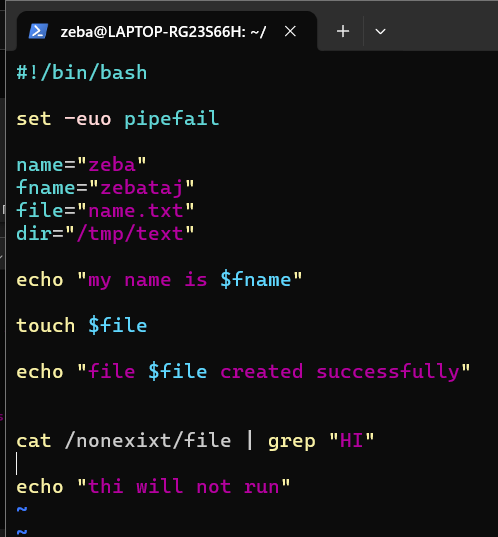 zeba@LAPTOP-RG23S66H: ~/
#!/bin/bash
set -euo pipefail
name="zeba"
fname="zebataj"
file="name.txt"
dir="/tmp/text"
echo "my name is $fname"
touch $file
echo "file $file created successfully"
cat /nonexixt/file | grep "HI"
echo "thi will not run"
~
~